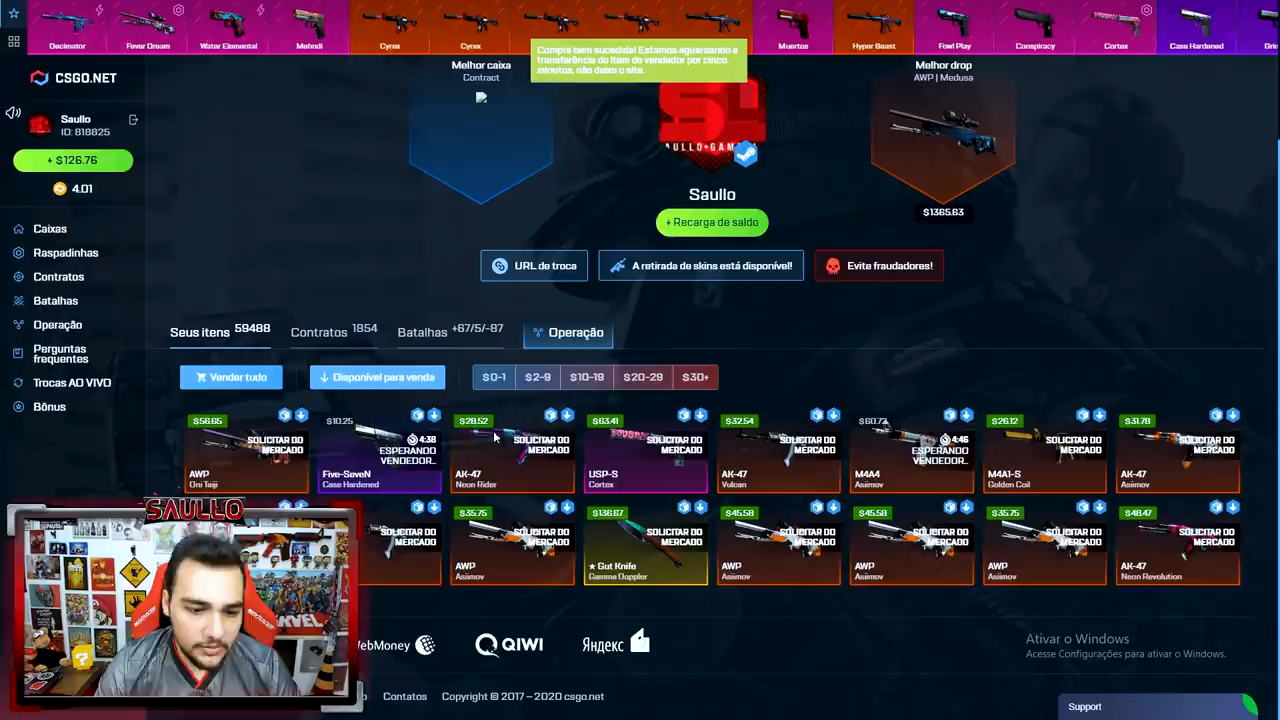 Decimator
Fever Dream
Water Elemental
Mehndi
Cyrex
Cyrex
Muertos
Hyper Beast
Fowl Play
Conspiracy
Cortex
Case Hardened
Compra bem sucedida! Estamos aguardando a
transferência do item do vendedor por cinco
minutos, não deixe o site.
CSGO.NET
Melhor caixa
Contract
Melhor drop
AWP | Medusa
Saullo
ID: 818825
+ $126.76
4.01
Saullo
$1365.63
+ Recarga de saldo
Caixas
Raspadinhas
Contratos
Batalhas
Operação
Perguntas
frequentes
Trocas AO VIVO
Bônus
URL de troca
A retirada de skins está disponível!
Evite fraudadores!
Seus itens 59488
Contratos 1854
Batalhas +67/5/-87
Operação
Vender tudo
Disponível para venda
$0-1
$2-9
$10-19
$20-29
$30+
$56.65
SOLICITAR DO
MERCADO
AWP
Oni Taiji
$10.25
4:38
ESPERANDO
VENDEDOR...
Five-SeveN
Case Hardened
$28.52
SOLICITAR DO
MERCADO
AK-47
Neon Rider
$63.41
SOLICITAR DO
MERCADO
USP-S
Cortex
$32.54
SOLICITAR DO
MERCADO
AK-47
Vulcan
$60.73
4:46
ESPERANDO
VENDEDOR...
M4A4
Asiimov
$26.12
SOLICITAR DO
MERCADO
M4A1-S
Golden Coil
$31.78
SOLICITAR DO
MERCADO
AK-47
Asiimov
SOLICITAR DO
MERCADO
$35.75
SOLICITAR DO
MERCADO
AWP
Asiimov
$136.67
SOLICITAR DO
MERCADO
★ Gut Knife
Gamma Doppler
$45.58
SOLICITAR DO
MERCADO
AWP
Asiimov
$45.58
SOLICITAR DO
MERCADO
AWP
Asiimov
$35.75
SOLICITAR DO
MERCADO
AWP
Asiimov
$48.47
SOLICITAR DO
MERCADO
AK-47
Neon Revolution
SAULLO
WebMoney
QIWI
Яндекс
Ativar o Windows
Acesse Configurações para ativar o Windows.
Contatos
Copyright © 2017 – 2020 csgo.net
Support